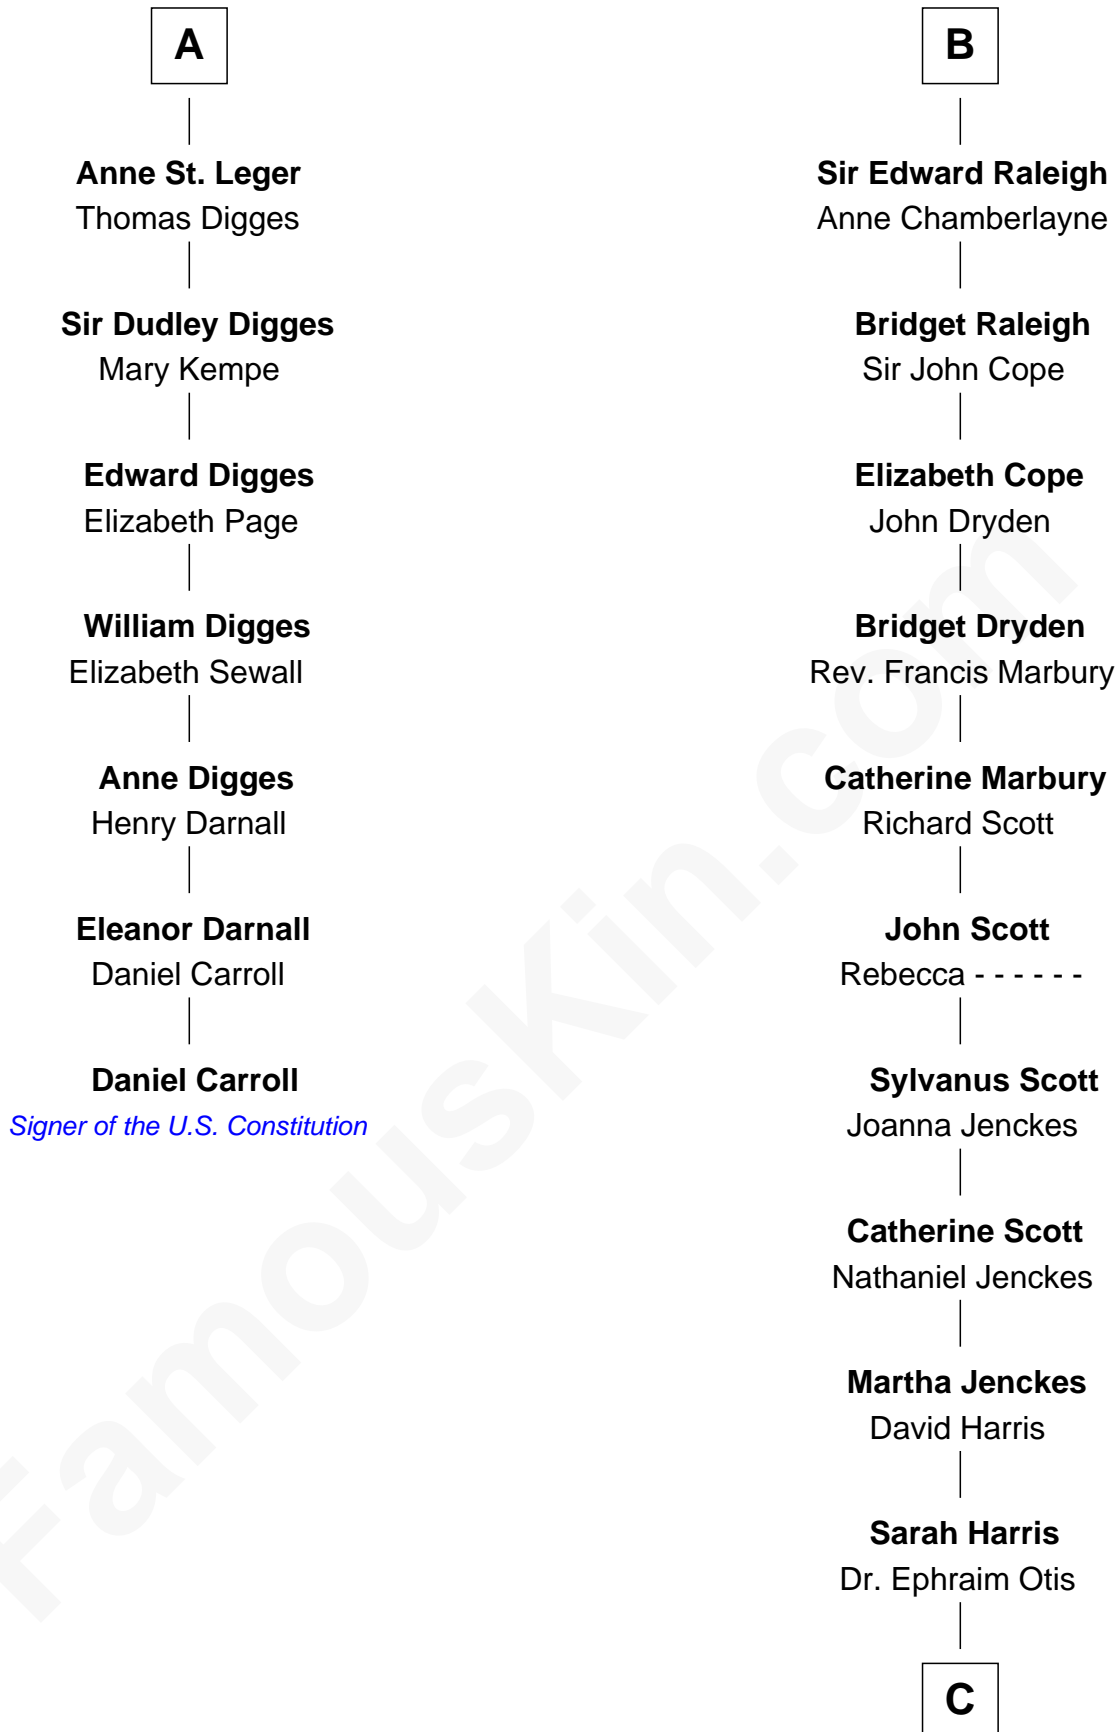 A
Anne St. Leger
Thomas Digges
Sir Dudley Digges
Mary Kempe
Edward Digges
Elizabeth Page
William Digges
Elizabeth Sewall
Anne Digges
Henry Darnall
Eleanor Darnall
Daniel Carroll
Daniel Carroll
Signer of the U.S. Constitution
B
Sir Edward Raleigh
Anne Chamberlayne
Bridget Raleigh
Sir John Cope
Elizabeth Cope
John Dryden
Bridget Dryden
Rev. Francis Marbury
Catherine Marbury
Richard Scott
John Scott
Rebecca - - - - - -
Sylvanus Scott
Joanna Jenckes
Catherine Scott
Nathaniel Jenckes
Martha Jenckes
David Harris
Sarah Harris
Dr. Ephraim Otis
C
FamousKin.com